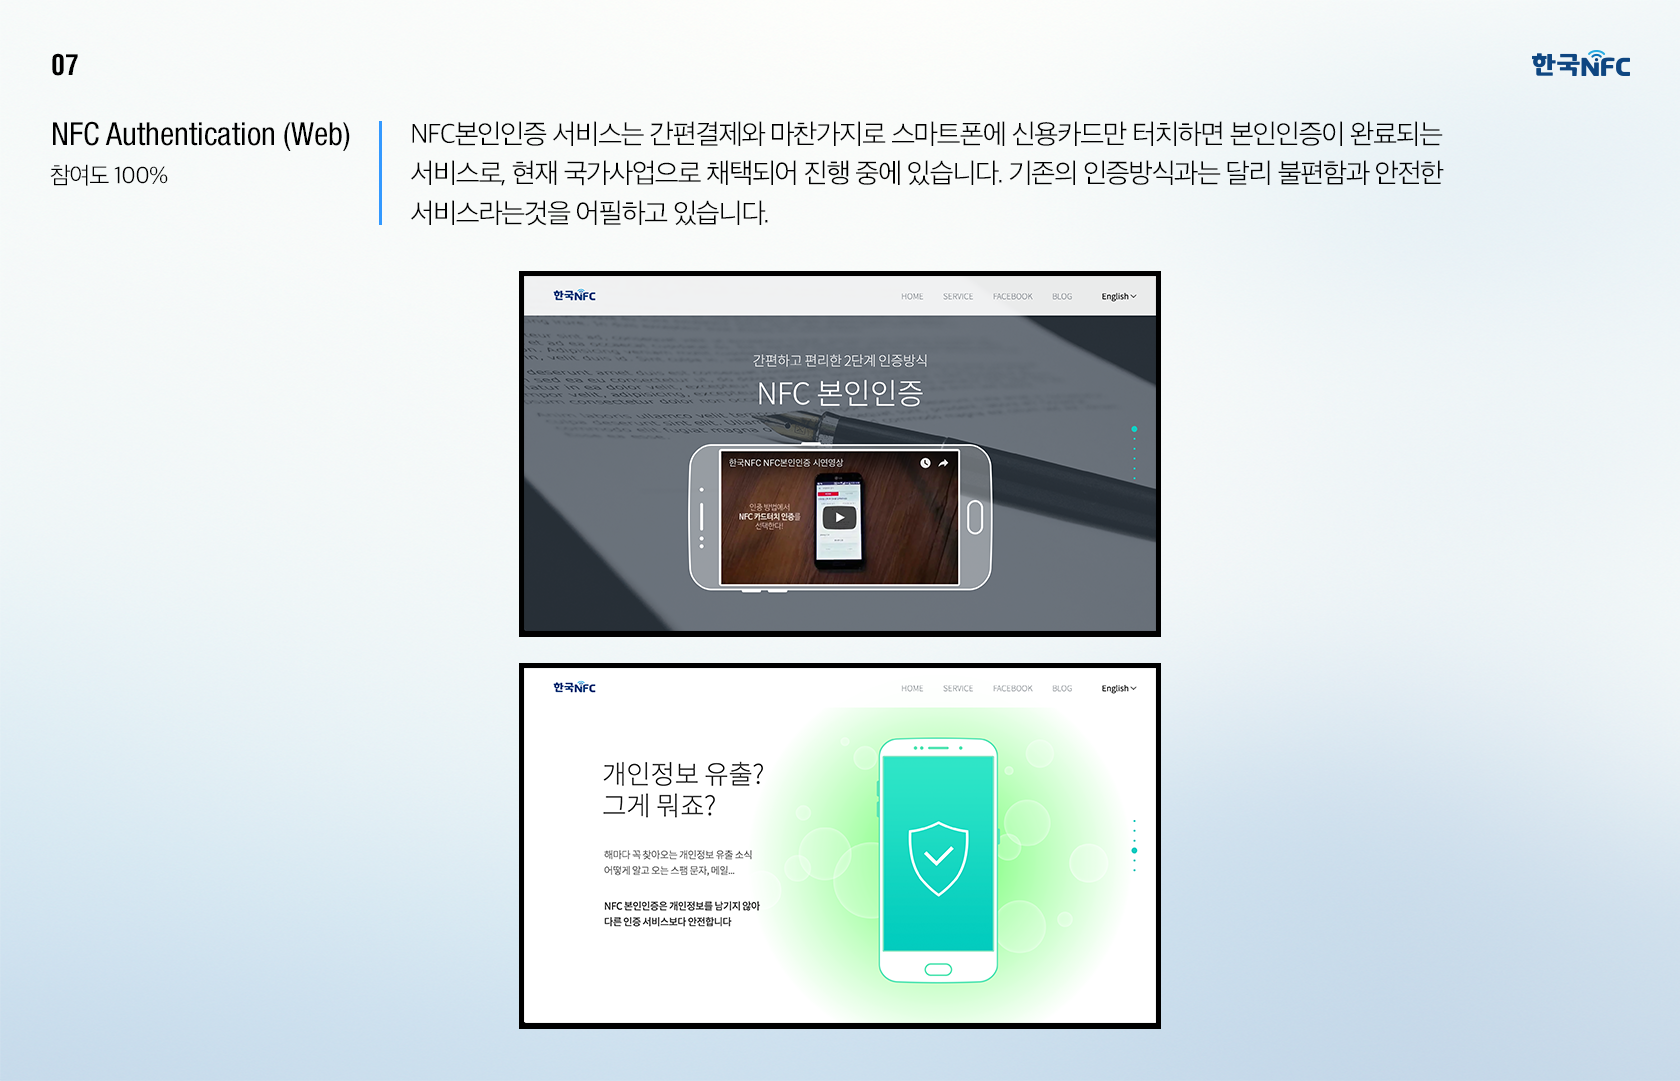 07
한국NFC
NFC Authentication (Web)
참여도 100%
NFC본인인증 서비스는 간편결제와 마찬가지로 스마트폰에 신용카드만 터치하면 본인인증이 완료되는
서비스로, 현재 국가사업으로 채택되어 진행 중에 있습니다. 기존의 인증방식과는 달리 불편함과 안전한
서비스라는것을 어필하고 있습니다.
한국NFC
HOME SERVICE FACEBOOK BLOG English
간편하고 편리한 2단계 인증방식
NFC 본인인증
한국NFC NFC본인인증 시연영상
인증 방법에서
NFC 카드터치 인증를
선택한다!
한국NFC
HOME SERVICE FACEBOOK BLOG English
개인정보 유출?
그게 뭐죠?
해마다 꼭 찾아오는 개인정보 유출 소식
어떻게 알고 오는 스팸 문자, 메일...
NFC 본인인증은 개인정보를 남기지 않아
다른 인증 서비스보다 안전합니다